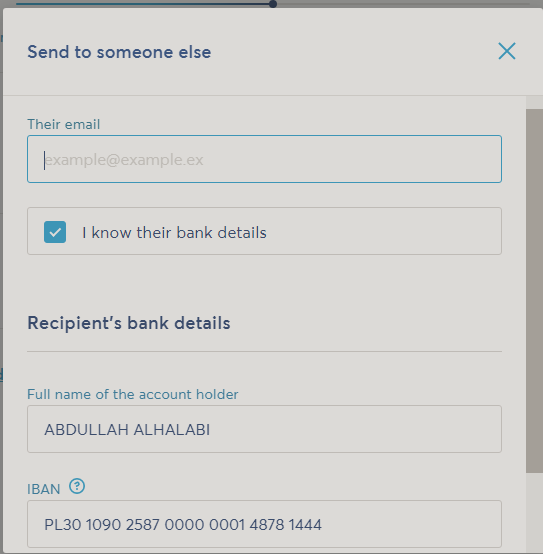 Send to someone else
Their email
example@example.ex
I know their bank details
Recipient's bank details
Full name of the account holder
ABDULLAH ALHALABI
IBAN ?
PL30 1090 2587 0000 0001 4878 1444